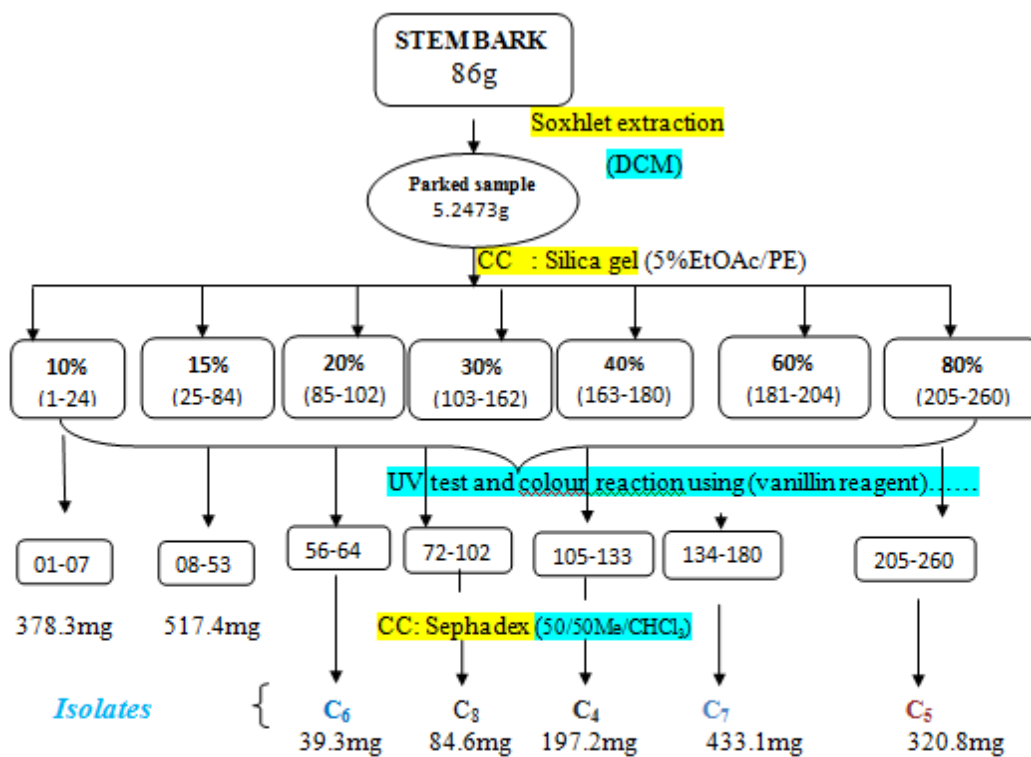 STEM BARK
86g
Soxhlet extraction
(DCM)
Parked sample
5.2473g
CC : Silica gel (5%EtOAc/PE)
10% 15% 20% 30% 40% 60% 80%
(1-24) (25-84) (85-102) (103-162) (163-180) (181-204) (205-260)
UV test and colour reaction using (vanillin reagent)......
01-07 08-53 56-64 72-102 105-133 134-180 205-260
378.3mg 517.4mg CC: Sephadex (50/50Me/CHCl₃)
Isolates { C₆ C₈ C₄ C₇ C₅
39.3mg 84.6mg 197.2mg 433.1mg 320.8mg